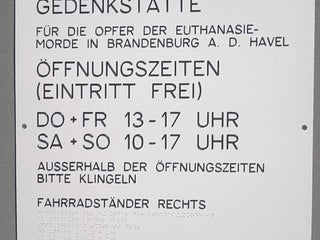 GEDENKSTÄTTE
FÜR DIE OPFER DER EUTHANASIE-
MORDE IN BRANDENBURG A. D. HAVEL
ÖFFNUNGSZEITEN
(EINTRITT FREI)
DO + FR 13 - 17 UHR
SA + SO 10 - 17 UHR
AUSSERHALB DER ÖFFNUNGSZEITEN
BITTE KLINGELN
FAHRRADSTÄNDER RECHTS